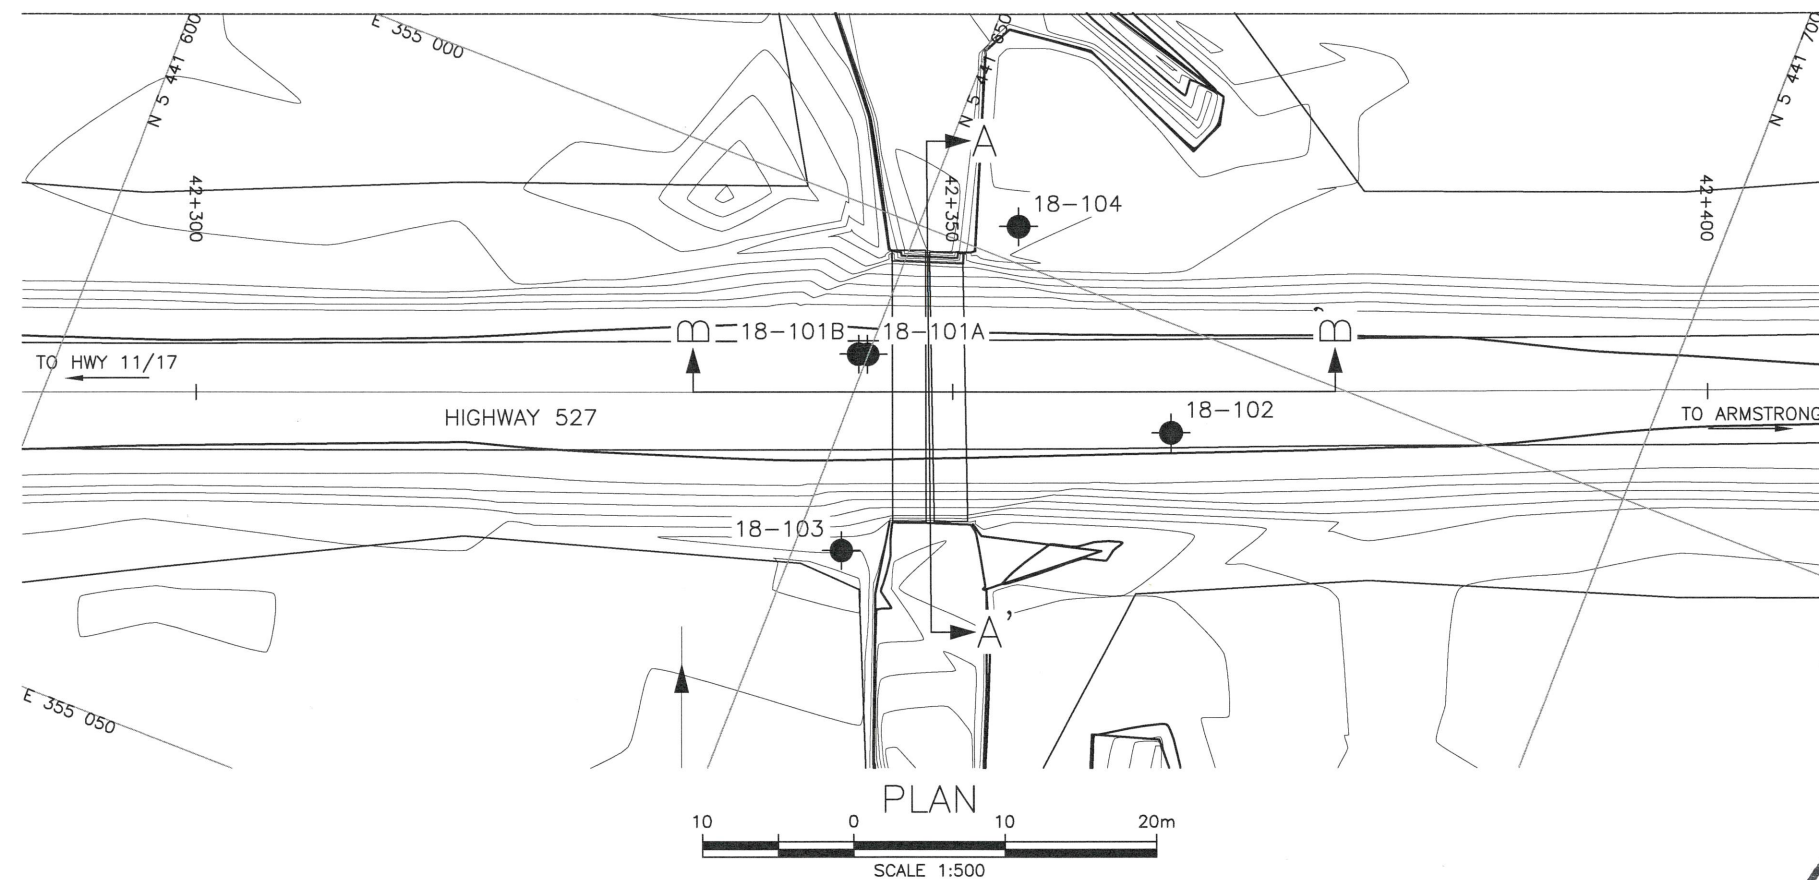 N 5 441 600
E 355 000
N 5 441 650
N 5 441 700
A
42+300
42+350
42+400
18-104
B
18-101B
18-101A
B'
TO HWY 11/17
HIGHWAY 527
18-102
TO ARMSTRONG
18-103
A'
E 355 050
PLAN
10 0 10 20m
SCALE 1:500